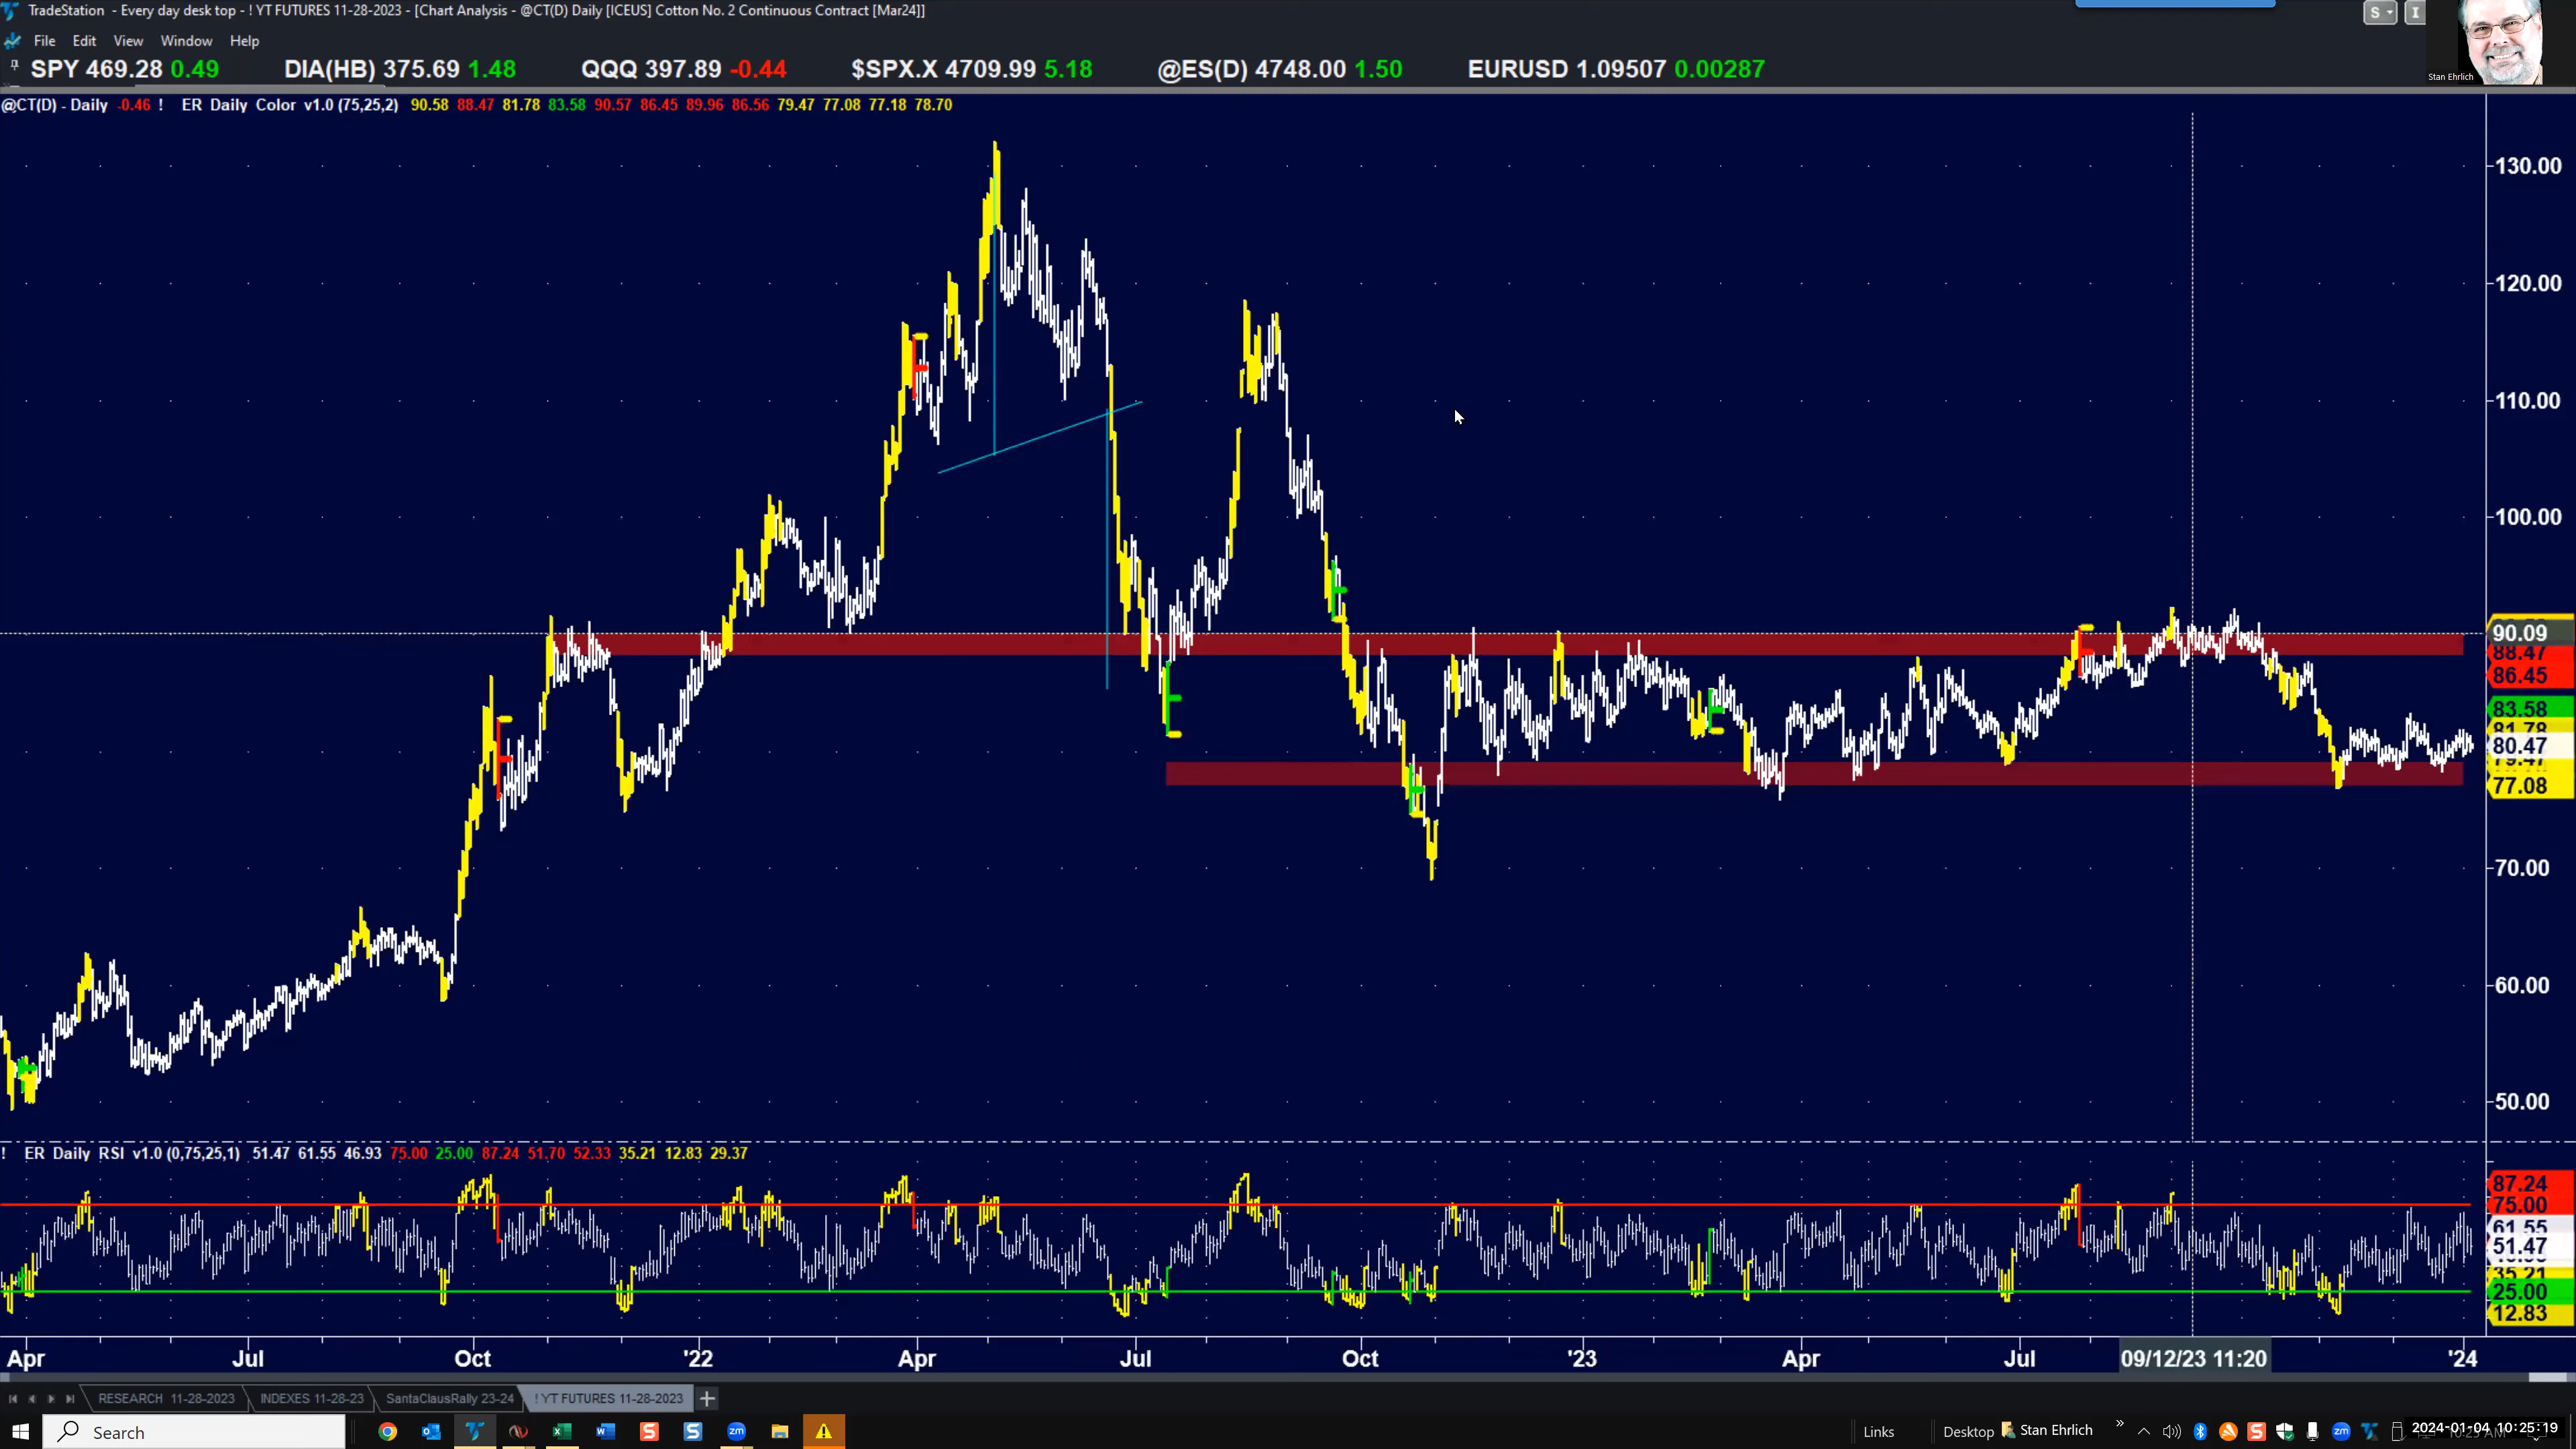 TradeStation - Every day desk top - ! YT FUTURES 11-28-2023 - [Chart Analysis - @CT(D) Daily [ICEUS] Cotton No. 2 Continuous Contract [Mar24]]
S I
File Edit View Window Help
Stan Ehrlich
SPY 469.28 0.49 DIA(HB) 375.69 1.48 QQQ 397.89 -0.44 $SPX.X 4709.99 5.18 @ES(D) 4748.00 1.50 EURUSD 1.09507 0.00287
@CT(D) - Daily -0.46 ! ER Daily Color v1.0 (75,25,2) 90.58 88.47 81.78 83.58 90.57 86.45 89.96 86.56 79.47 77.08 77.18 78.70
130.00
120.00
110.00
100.00
90.09
88.47
86.45
83.58
81.78
80.47
79.47
77.08
70.00
60.00
50.00
! ER Daily RSI v1.0 (0,75,25,1) 51.47 61.55 46.93 75.00 25.00 87.24 51.70 52.33 35.21 12.83 29.37
87.24
75.00
61.55
51.47
35.21
25.00
12.83
Apr Jul Oct '22 Apr Jul Oct '23 Apr Jul 09/12/23 11:20 '24
RESEARCH 11-28-2023 INDEXES 11-28-23 SantaClausRally 23-24 ! YT FUTURES 11-28-2023 +
Search Links Desktop Stan Ehrlich 2024-01-04 10:25:19